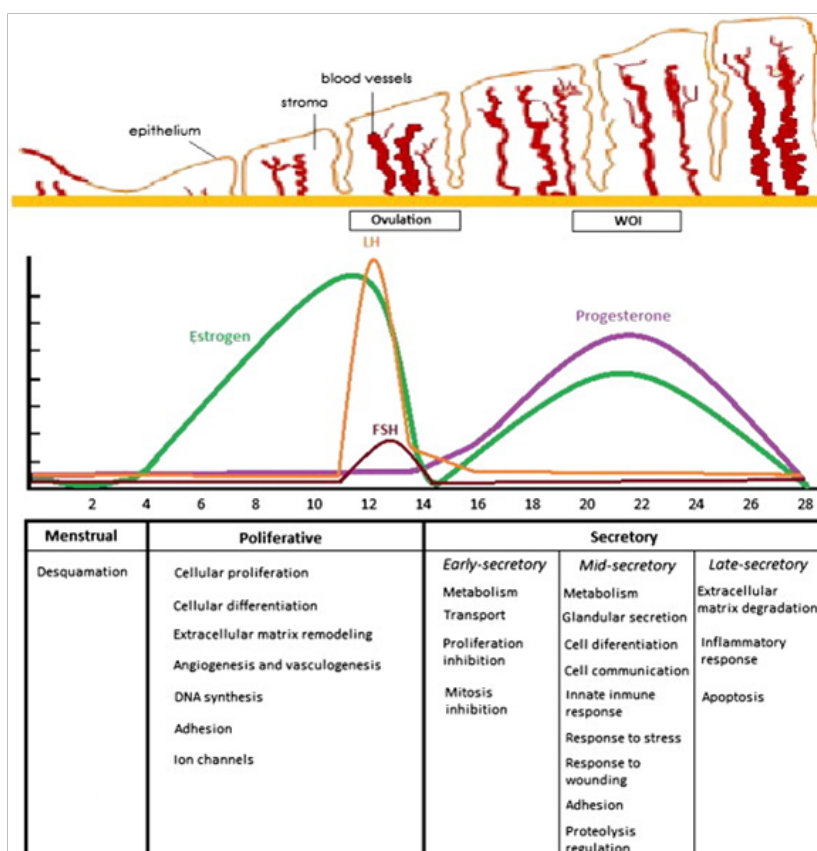 blood vessels
stroma
epithelium
Ovulation
WOI
LH
Estrogen
Progesterone
FSH
2 4 6 8 10 12 14 16 18 20 22 24 26 28
Menstrual
Desquamation
Poliferative
Cellular proliferation
Cellular differentiation
Extracellular matrix remodeling
Angiogenesis and vasculogenesis
DNA synthesis
Adhesion
Ion channels
Secretory
Early-secretory
Metabolism
Transport
Proliferation
inhibition
Mitosis
inhibition
Mid-secretory
Metabolism
Glandular secretion
Cell diferentiation
Cell communication
Innate inmune
response
Response to stress
Response to
wounding
Adhesion
Proteolysis
regulation
Late-secretory
Extracellular
matrix degradation
Inflammatory
response
Apoptosis